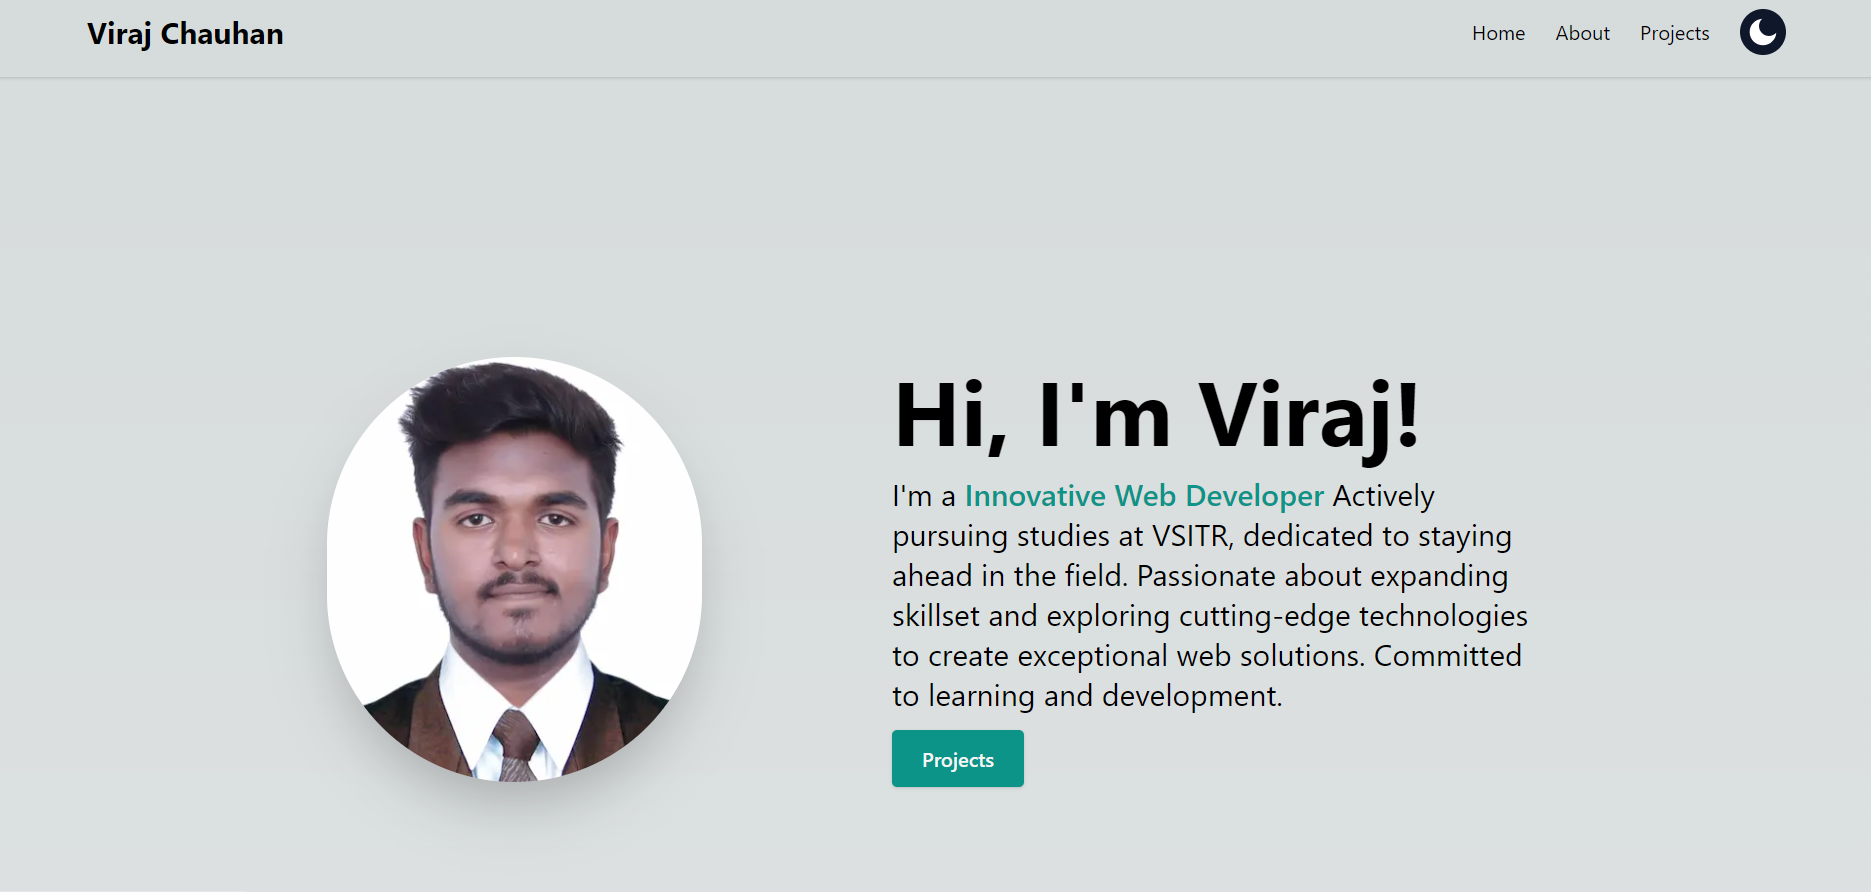 Viraj Chauhan
Home
About
Projects
Hi, I'm Viraj!
I'm a Innovative Web Developer Actively
pursuing studies at VSITR, dedicated to staying
ahead in the field. Passionate about expanding
skillset and exploring cutting-edge technologies
to create exceptional web solutions. Committed
to learning and development.
Projects